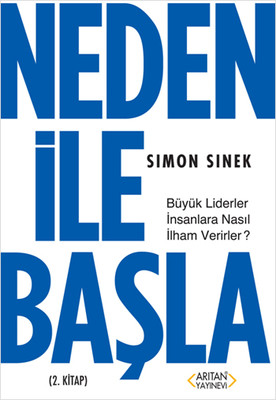 NEDEN
İLE
SIMON SINEK
Büyük Liderler
İnsanlara Nasıl
İlham Verirler?
BAŞLA
(2. KİTAP)
ARITAN
YAYINEVİ